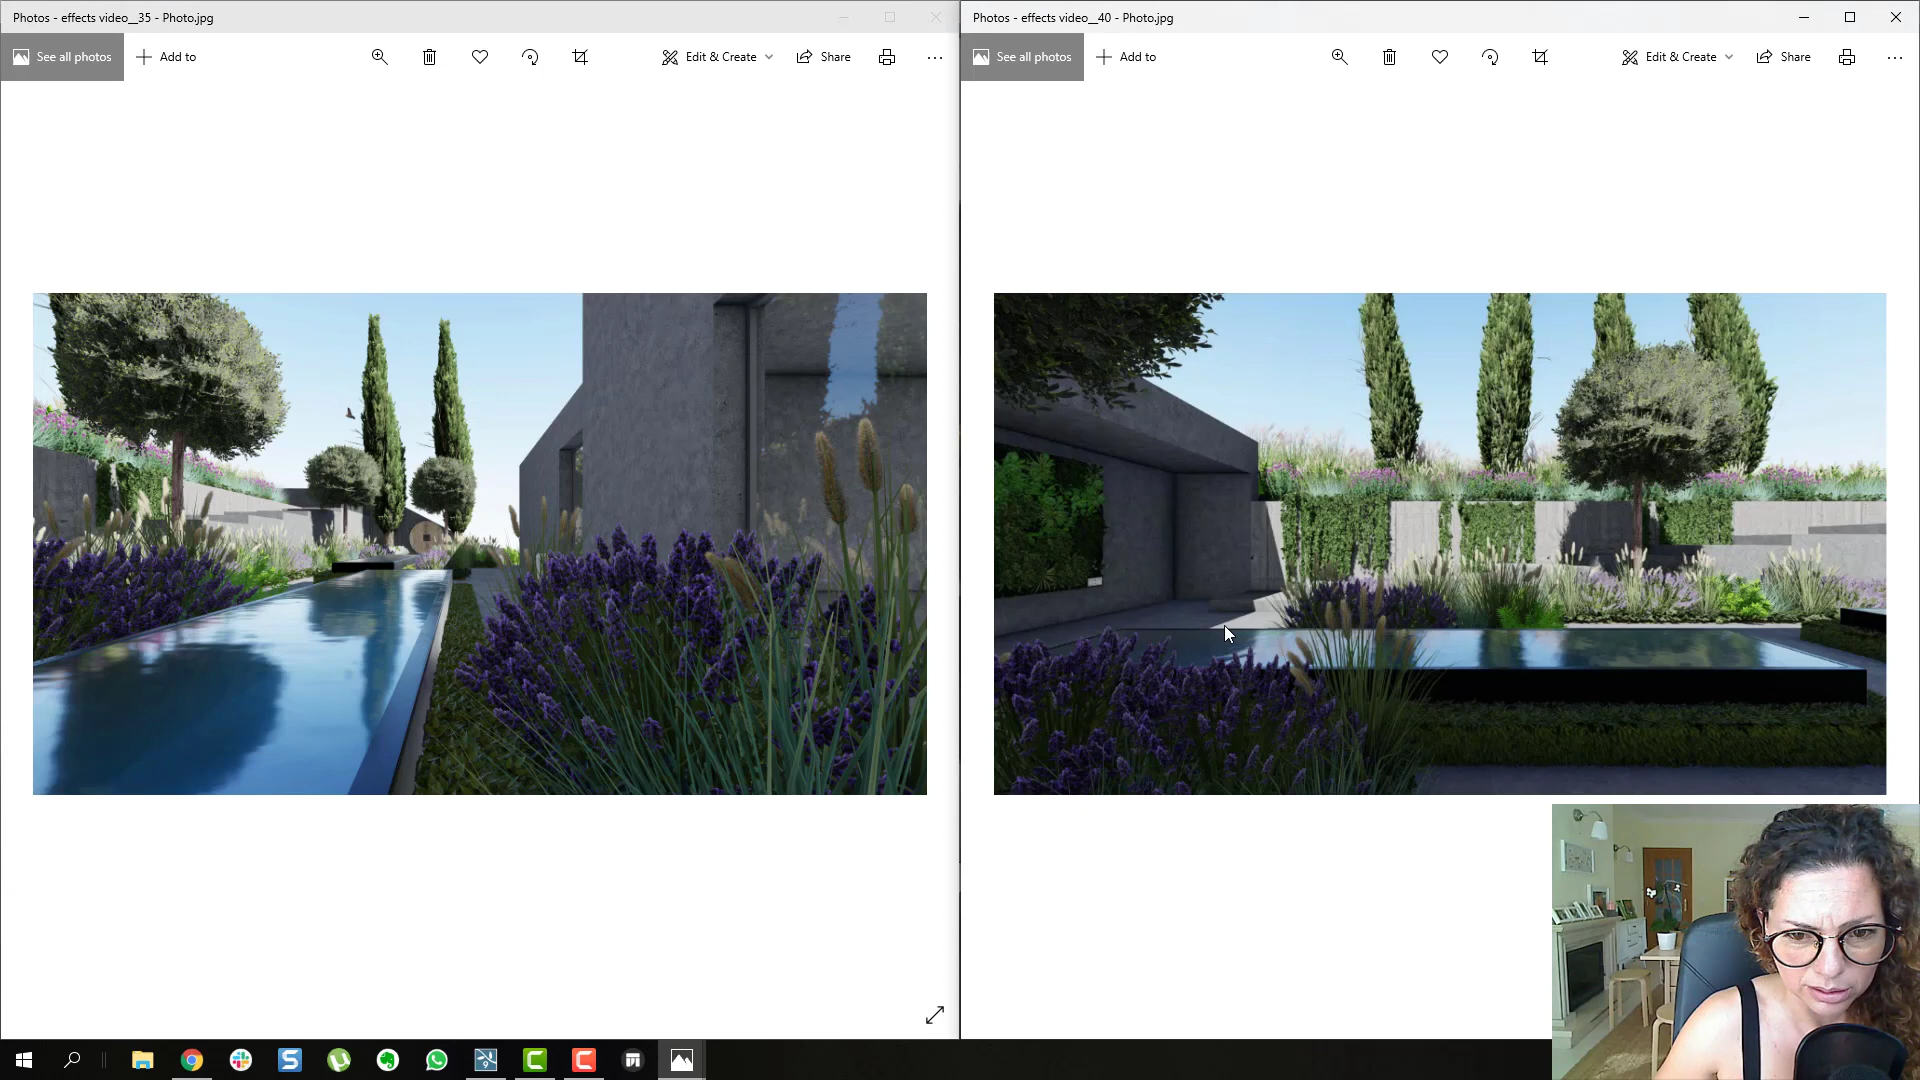 Photos - effects video__35 - Photo.jpg
See all photos
Add to
Edit & Create
Share
Photos - effects video__40 - Photo.jpg
See all photos
Add to
Edit & Create
Share
S
9
C
C